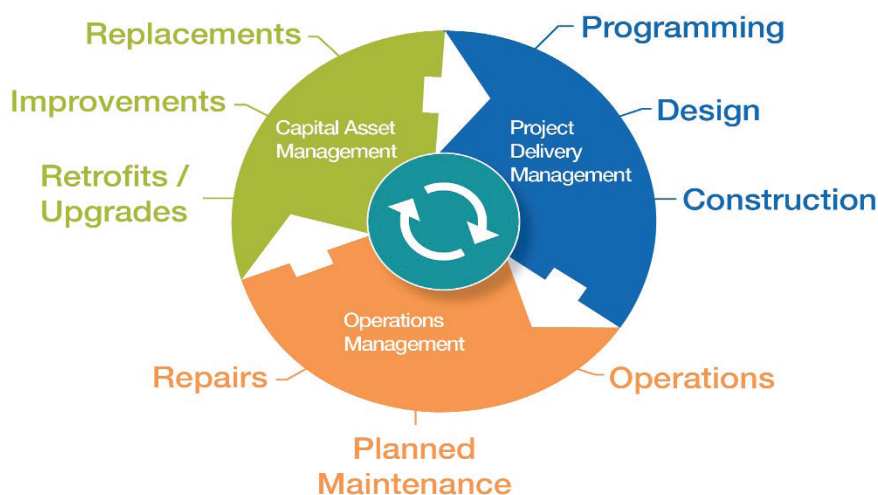 Replacements
Improvements
Retrofits /
Upgrades
Capital Asset
Management
Programming
Design
Construction
Project
Delivery
Management
Operations
Management
Repairs
Planned
Maintenance
Operations